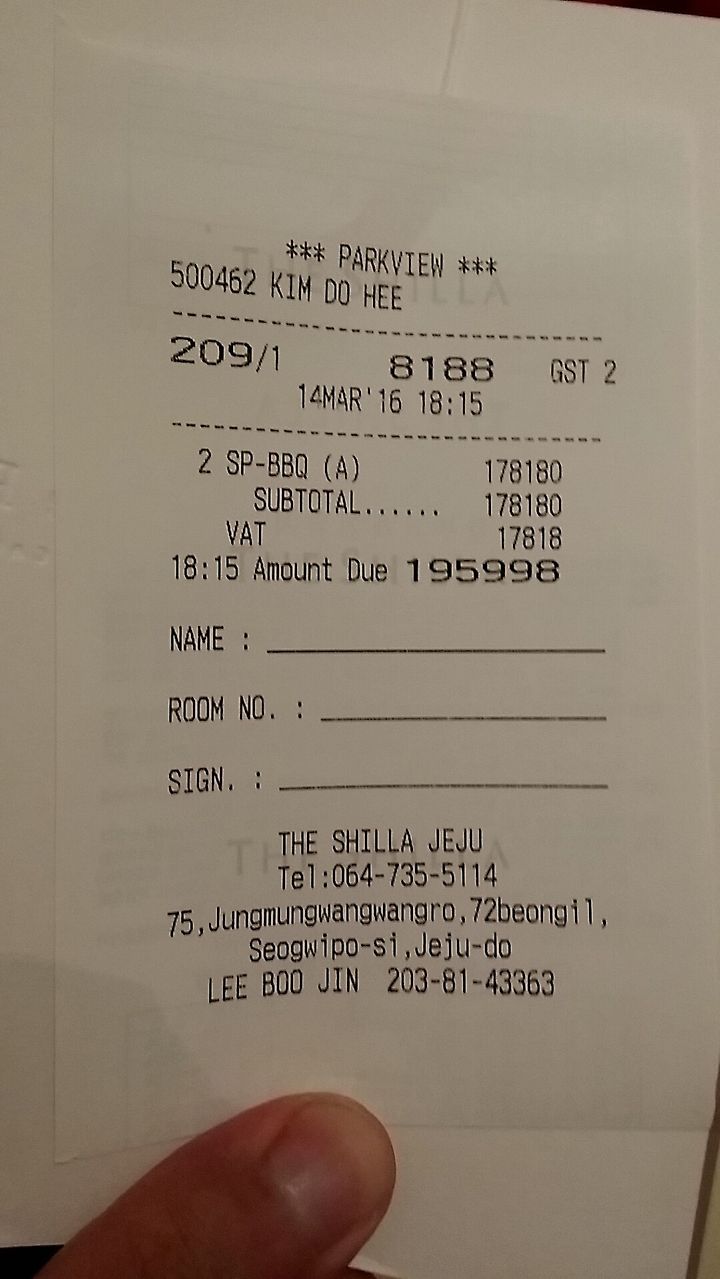 *** PARKVIEW ***
500462 KIM DO HEE
209/1 8188 GST 2
14MAR'16 18:15
2 SP-BBQ (A) 178180
SUBTOTAL...... 178180
VAT 17818
18:15 Amount Due 195998
NAME :
ROOM NO. :
SIGN. :
THE SHILLA JEJU
Tel:064-735-5114
75,Jungmungwangwangro,72beongil,
Seogwipo-si,Jeju-do
LEE BOO JIN 203-81-43363